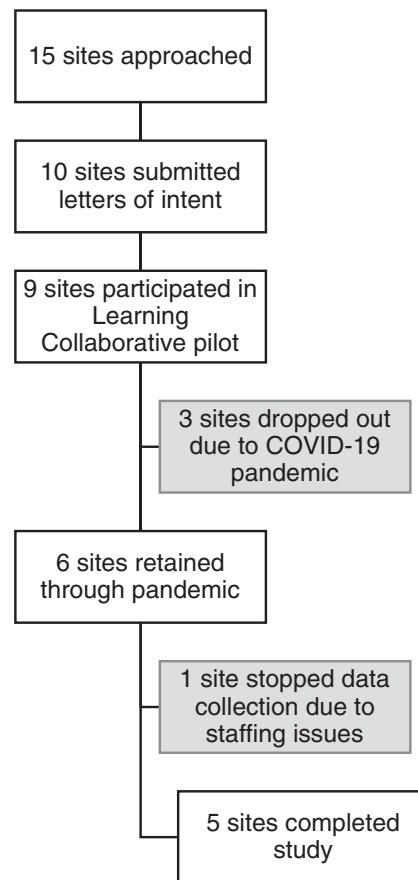 15 sites approached
10 sites submitted
letters of intent
9 sites participated in
Learning
Collaborative pilot
3 sites dropped out
due to COVID-19
pandemic
6 sites retained
through pandemic
1 site stopped data
collection due to
staffing issues
5 sites completed
study